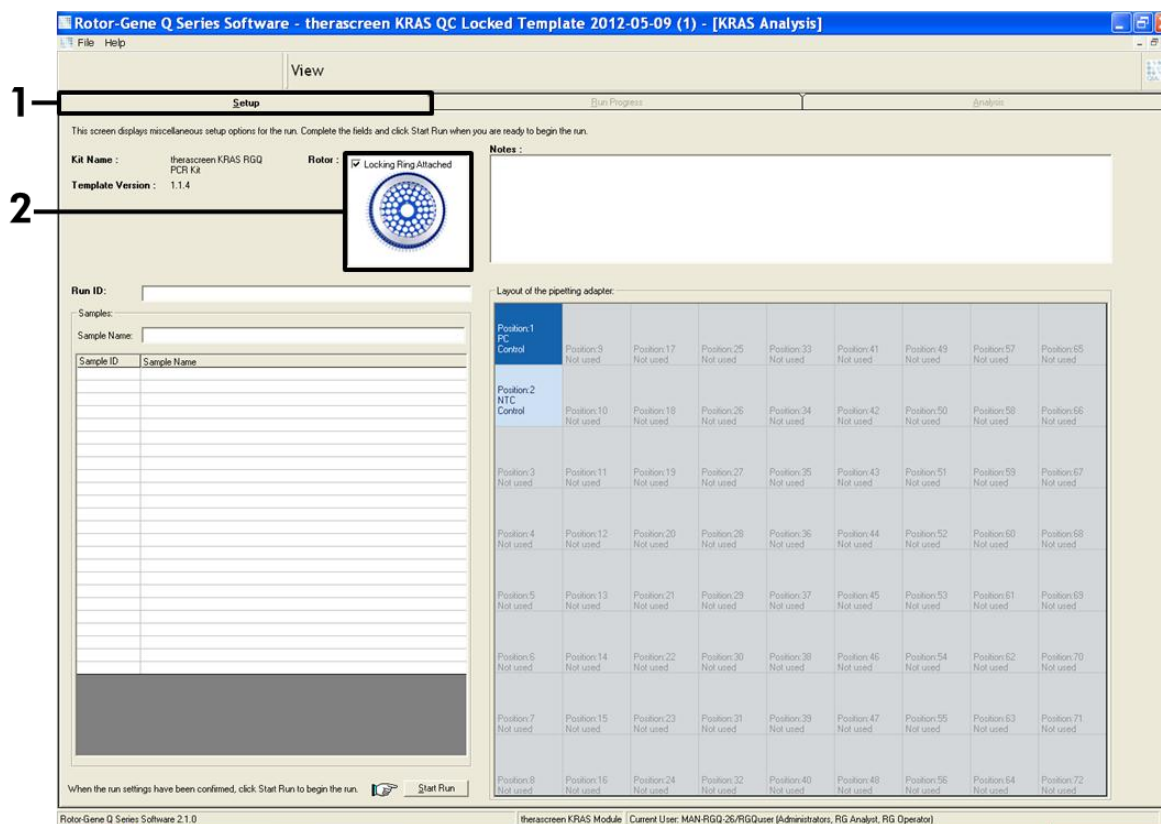 Rotor-Gene Q Series Software - therascreen KRAS QC Locked Template 2012-05-09 (1) - [KRAS Analysis]
File Help
View
1
Setup
Run Progress
Analysis
This screen displays miscellaneous setup options for the run. Complete the fields and click Start Run when you are ready to begin the run.
Kit Name :
therascreen KRAS RGQ
PCR Kit
Template Version :
1.1.4
Rotor :
Locking Ring Attached
2
Notes :
Run ID:
Samples:
Sample Name:
Sample ID Sample Name
When the run settings have been confirmed, click Start Run to begin the run.
Start Run
Layout of the pipetting adapter:
Position:1
PC
Control
Position:9
Not used
Position:17
Not used
Position:25
Not used
Position:33
Not used
Position:41
Not used
Position:49
Not used
Position:57
Not used
Position:65
Not used
Position:2
NTC
Control
Position:10
Not used
Position:18
Not used
Position:26
Not used
Position:34
Not used
Position:42
Not used
Position:50
Not used
Position:58
Not used
Position:66
Not used
Position:3
Not used
Position:11
Not used
Position:19
Not used
Position:27
Not used
Position:35
Not used
Position:43
Not used
Position:51
Not used
Position:59
Not used
Position:67
Not used
Position:4
Not used
Position:12
Not used
Position:20
Not used
Position:28
Not used
Position:36
Not used
Position:44
Not used
Position:52
Not used
Position:60
Not used
Position:68
Not used
Position:5
Not used
Position:13
Not used
Position:21
Not used
Position:29
Not used
Position:37
Not used
Position:45
Not used
Position:53
Not used
Position:61
Not used
Position:69
Not used
Position:6
Not used
Position:14
Not used
Position:22
Not used
Position:30
Not used
Position:38
Not used
Position:46
Not used
Position:54
Not used
Position:62
Not used
Position:70
Not used
Position:7
Not used
Position:15
Not used
Position:23
Not used
Position:31
Not used
Position:39
Not used
Position:47
Not used
Position:55
Not used
Position:63
Not used
Position:71
Not used
Position:8
Not used
Position:16
Not used
Position:24
Not used
Position:32
Not used
Position:40
Not used
Position:48
Not used
Position:56
Not used
Position:64
Not used
Position:72
Not used
Rotor-Gene Q Series Software 2.1.0
therascreen KRAS Module
Current User: MAN-RGQ-26/RGQuser (Administrators, RG Analyst, RG Operator)